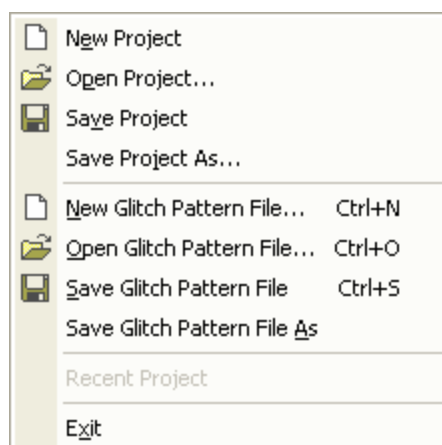 New Project
Open Project...
Save Project
Save Project As...
New Glitch Pattern File... Ctrl+N
Open Glitch Pattern File... Ctrl+O
Save Glitch Pattern File Ctrl+S
Save Glitch Pattern File As
Recent Project
Exit